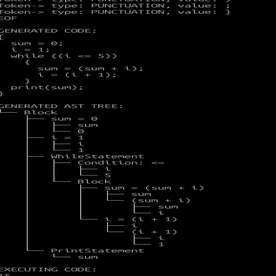 Token-> type: PUNCTUATION, value: ;
Token-> type: PUNCTUATION, value: }
EOF
GENERATED CODE:
{
sum = 0;
i = 1;
while ((i <= 5))
{
sum = (sum + i);
i = (i + 1);
}
print(sum);
}
GENERATED AST TREE:
Block
sum = 0
sum
0
i = 1
i
1
WhileStatement
Condition: <=
i
5
Block
sum = (sum + i)
sum
(sum + i)
sum
i
i = (i + 1)
i
(i + 1)
i
1
PrintStatement
sum
EXECUTING CODE:
15